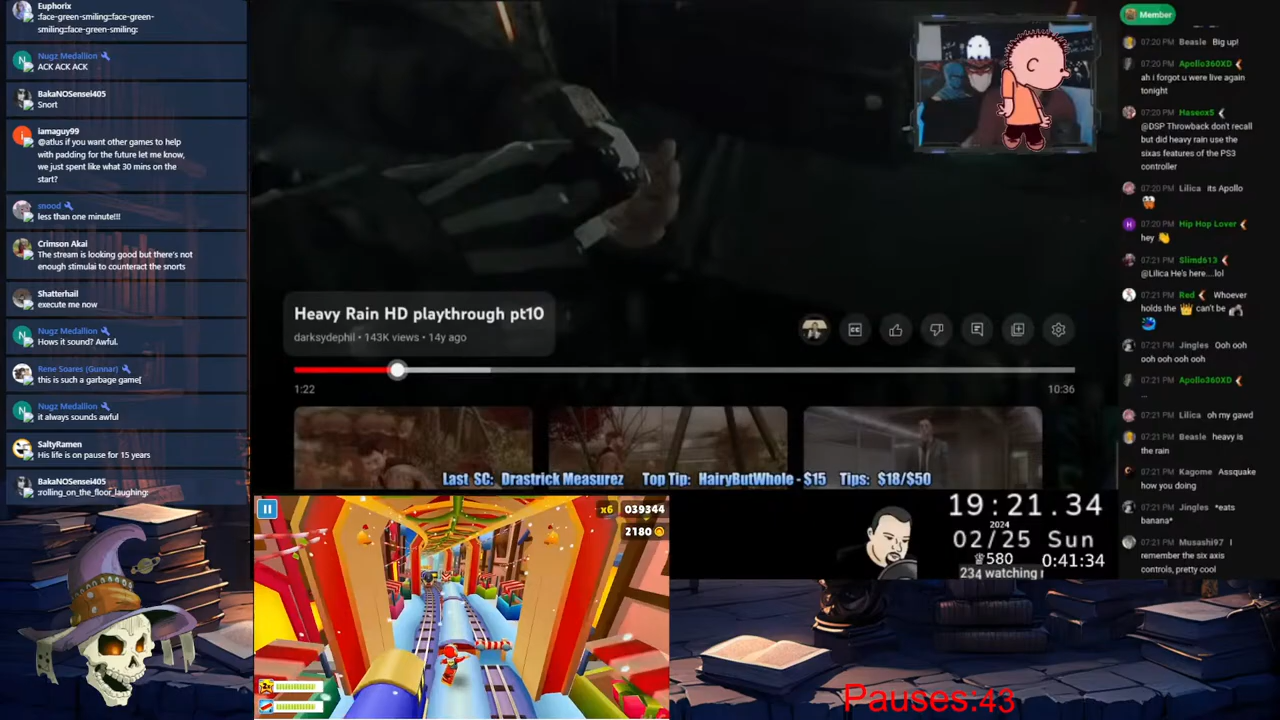 Euphorix
:face-green-smiling::face-green-
smiling::face-green-smiling:
Nugz Medallion
ACK ACK ACK
BakaNOSensei405
Snort
iamaguy99
@atlus if you want other games to help
with padding for the future let me know,
we just spent like what 30 mins on the
start?
snood
less than one minute!!!
Crimson Akai
The stream is looking good but there's not
enough stimulai to counteract the snorts
Shatterhail
execute me now
Nugz Medallion
Hows it sound? Awful.
Rene Soares (Gunnar)
this is such a garbage game[
Nugz Medallion
it always sounds awful
SaltyRamen
His life is on pause for 15 years
BakaNOSensei405
:rolling_on_the_floor_laughing:
Heavy Rain HD playthrough pt10
darksydephil • 143K views • 14y ago
CC
1:22
10:36
Last SC: Drastrick Measurez Top Tip: HairyButWhole - $15 Tips: $18/$50
x6 039344
2180
19:21.34
2024
02/25 Sun
580
0:41:34
234 watching
Pauses:43
Member
07:20 PM Beasle Big up!
07:20 PM Apollo360XD
ah i forgot u were live again
tonight
07:20 PM Haseox5
@DSP Throwback don't recall
but did heavy rain use the
sixas features of the PS3
controller
07:20 PM Lilica its Apollo
07:20 PM Hip Hop Lover
hey
07:21 PM Slimd613
@Lilica He's here....lol
07:21 PM Red Whoever
holds the can't be
07:21 PM Jingles Ooh ooh
ooh ooh ooh ooh
07:21 PM Apollo360XD
...
07:21 PM Lilica oh my gawd
07:21 PM Beasle heavy is
the rain
07:21 PM Kagome Assquake
how you doing
07:21 PM Jingles *eats
banana*
07:21 PM Musashi97 I
remember the six axis
controls, pretty cool